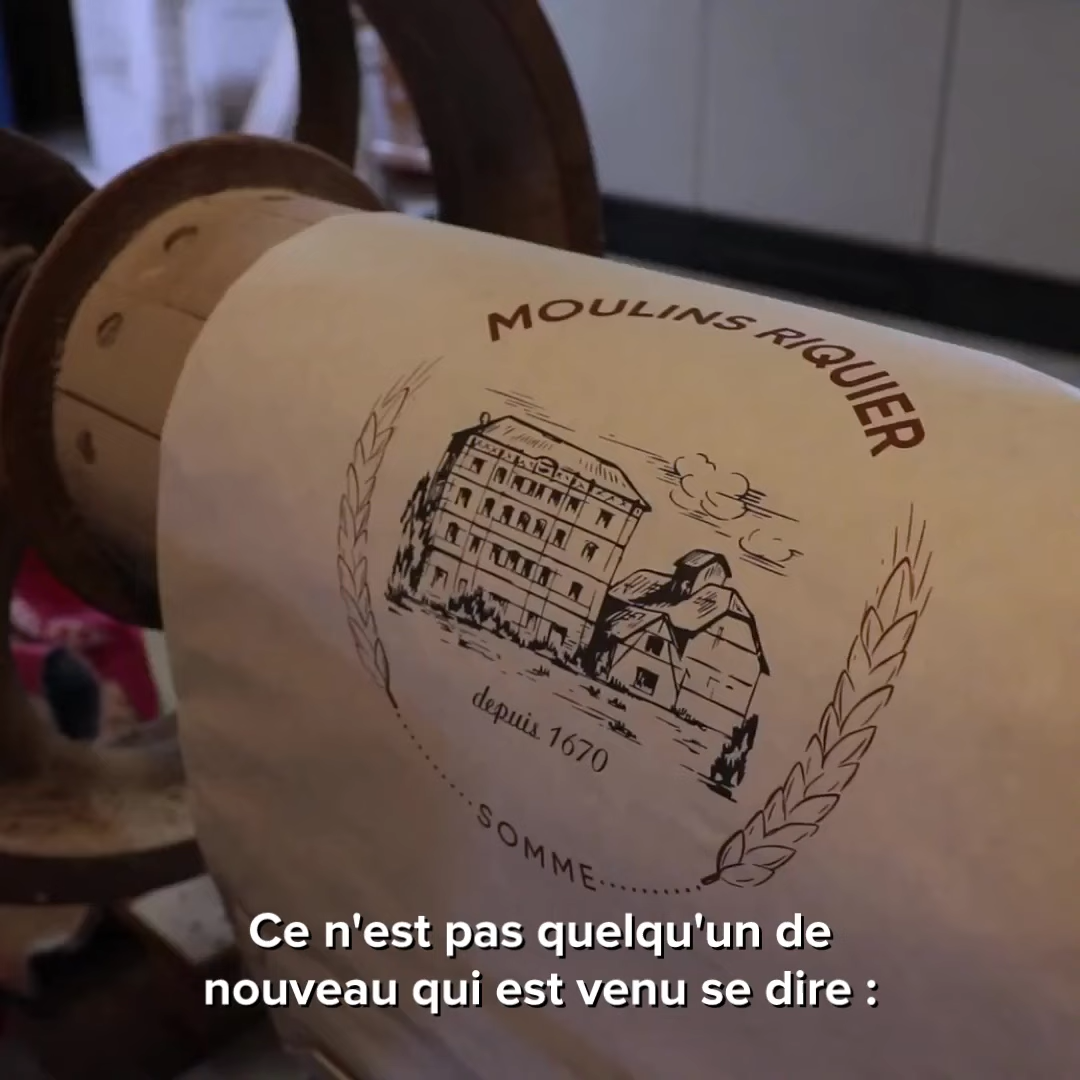 MOULINS RIQUIER
depuis 1670
SOMME
Ce n'est pas quelqu'un de
nouveau qui est venu se dire :